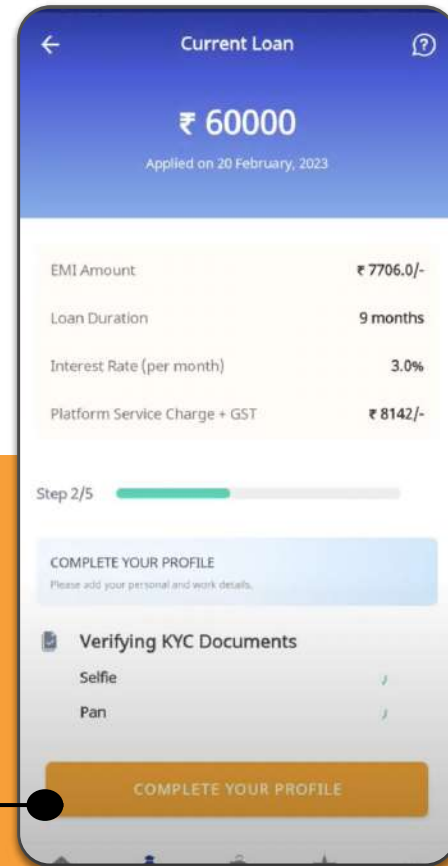 Current Loan
₹ 60000
Applied on 20 February, 2023
EMI Amount ₹ 7706.0/-
Loan Duration 9 months
Interest Rate (per month) 3.0%
Platform Service Charge + GST ₹ 8142/-
Step 2/5
COMPLETE YOUR PROFILE
Please add your personal and work details.
Verifying KYC Documents
Selfie
Pan
COMPLETE YOUR PROFILE